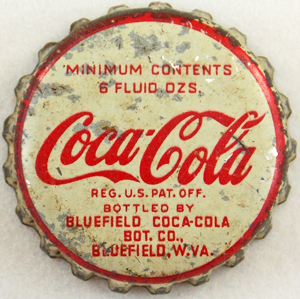 MINIMUM CONTENTS
6 FLUID OZS.
Coca-Cola
REG. U.S. PAT. OFF.
BOTTLED BY
BLUEFIELD COCA-COLA
BOT. CO.,
BLUEFIELD, W. VA.